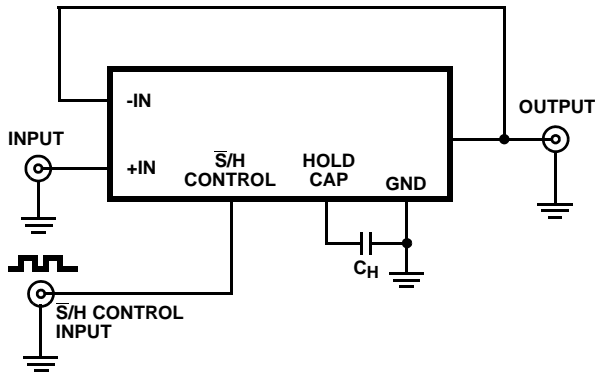 -IN
OUTPUT
INPUT
+IN
S̅/H
CONTROL
HOLD
CAP
GND
CH
S̅/H CONTROL
INPUT